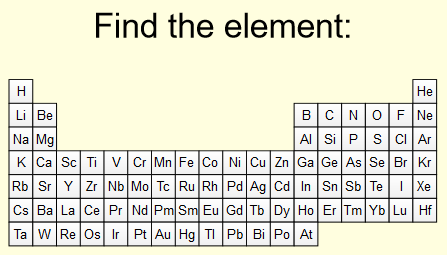 Find the element:
H He
Li Be B C N O F Ne
Na Mg Al Si P S Cl Ar
K Ca Sc Ti V Cr Mn Fe Co Ni Cu Zn Ga Ge As Se Br Kr
Rb Sr Y Zr Nb Mo Tc Ru Rh Pd Ag Cd In Sn Sb Te I Xe
Cs Ba La Ce Pr Nd Pm Sm Eu Gd Tb Dy Ho Er Tm Yb Lu Hf
Ta W Re Os Ir Pt Au Hg Tl Pb Bi Po At